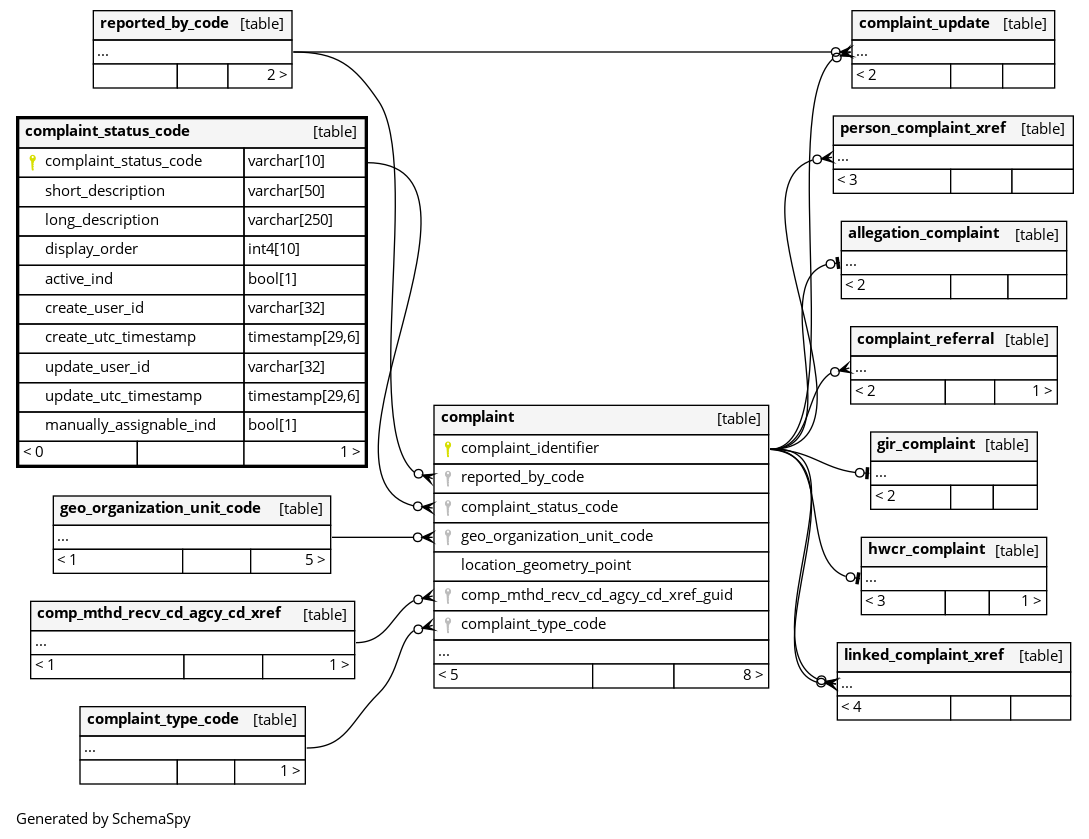 reported_by_code [table]
...
2 >
complaint_status_code [table]
complaint_status_code varchar[10]
short_description varchar[50]
long_description varchar[250]
display_order int4[10]
active_ind bool[1]
create_user_id varchar[32]
create_utc_timestamp timestamp[29,6]
update_user_id varchar[32]
update_utc_timestamp timestamp[29,6]
manually_assignable_ind bool[1]
< 0 1 >
geo_organization_unit_code [table]
...
< 1 5 >
comp_mthd_recv_cd_agcy_cd_xref [table]
...
< 1 1 >
complaint_type_code [table]
...
1 >
complaint [table]
complaint_identifier
reported_by_code
complaint_status_code
geo_organization_unit_code
location_geometry_point
comp_mthd_recv_cd_agcy_cd_xref_guid
complaint_type_code
...
< 5 8 >
complaint_update [table]
...
< 2
person_complaint_xref [table]
...
< 3
allegation_complaint [table]
...
< 2
complaint_referral [table]
...
< 2 1 >
gir_complaint [table]
...
< 2
hwcr_complaint [table]
...
< 3 1 >
linked_complaint_xref [table]
...
< 4
Generated by SchemaSpy